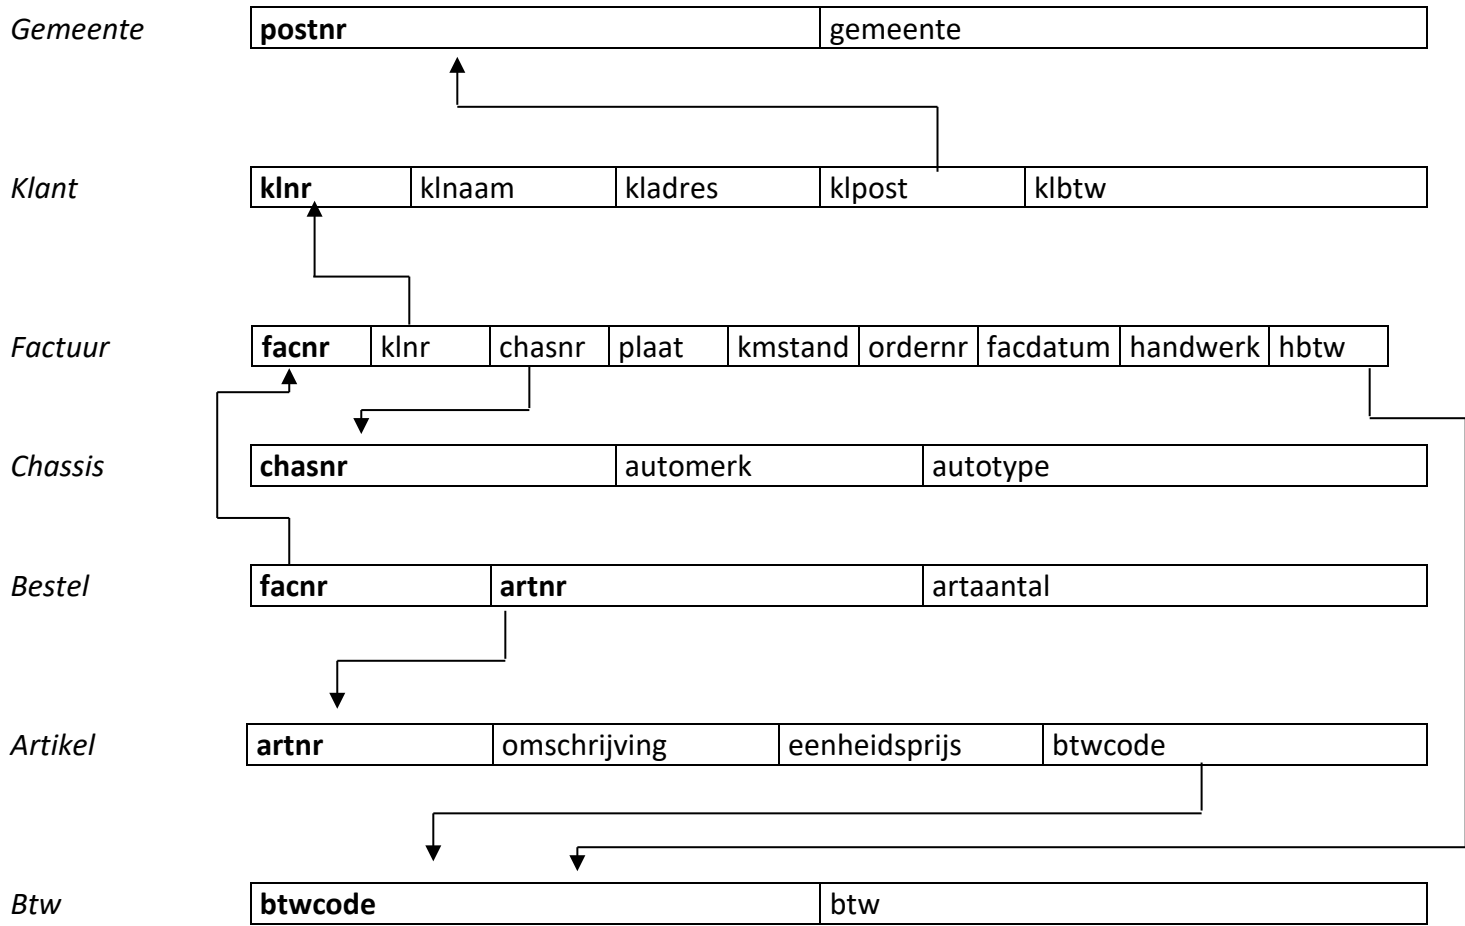 Gemeente postnr gemeente
Klant klnr klnaam kladres klpost klbtw
Factuur facnr klnr chasnr plaat kmstand ordernr facdatum handwerk hbtw
Chassis chasnr automerk autotype
Bestel facnr artnr artaantal
Artikel artnr omschrijving eenheidsprijs btwcode
Btw btwcode btw